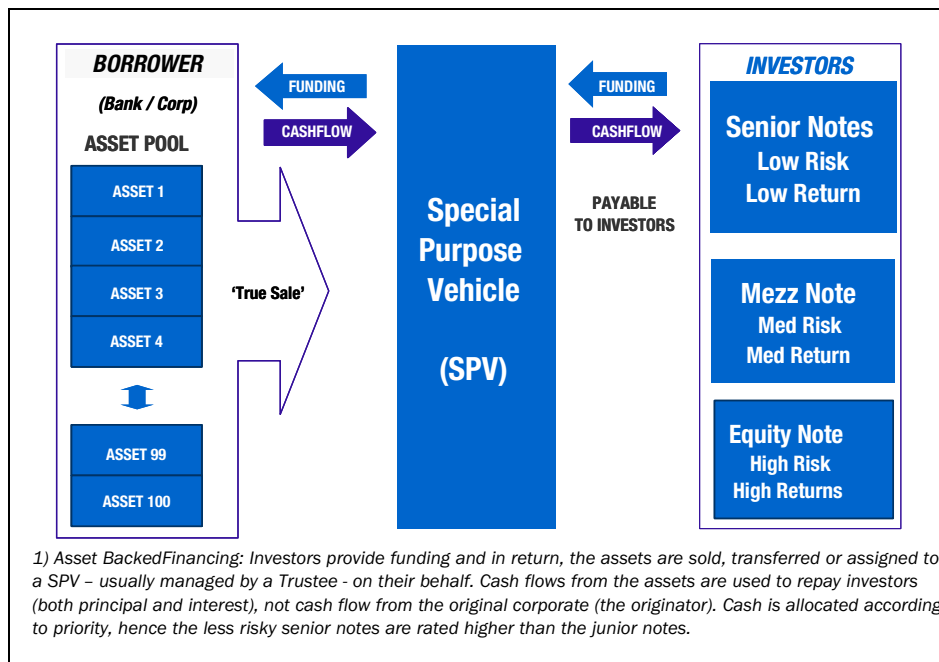 BORROWER
(Bank / Corp)
ASSET POOL
ASSET 1
ASSET 2
ASSET 3
ASSET 4
ASSET 99
ASSET 100
FUNDING
CASHFLOW
'True Sale'
Special
Purpose
Vehicle
(SPV)
FUNDING
CASHFLOW
PAYABLE
TO INVESTORS
INVESTORS
Senior Notes
Low Risk
Low Return
Mezz Note
Med Risk
Med Return
Equity Note
High Risk
High Returns
1) Asset BackedFinancing: Investors provide funding and in return, the assets are sold, transferred or assigned to
a SPV – usually managed by a Trustee - on their behalf. Cash flows from the assets are used to repay investors
(both principal and interest), not cash flow from the original corporate (the originator). Cash is allocated according
to priority, hence the less risky senior notes are rated higher than the junior notes.